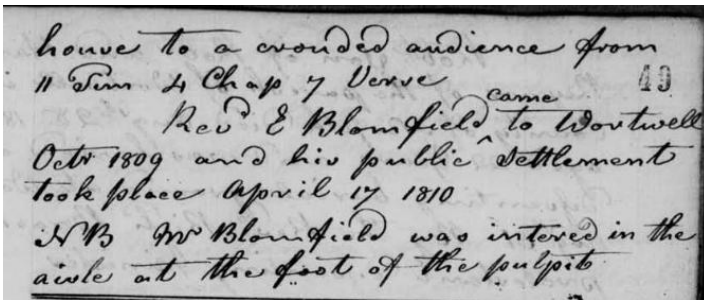 house to a crouded audience from
11 Tim 4 Chap 7 Verse
49
Revd E Blomfield came to Wortwell
Octr 1809 and his public ^ Settlement
took place April 17 1810
NB Mr Blomfield was intered in the
aisle at the foot of the pulpit